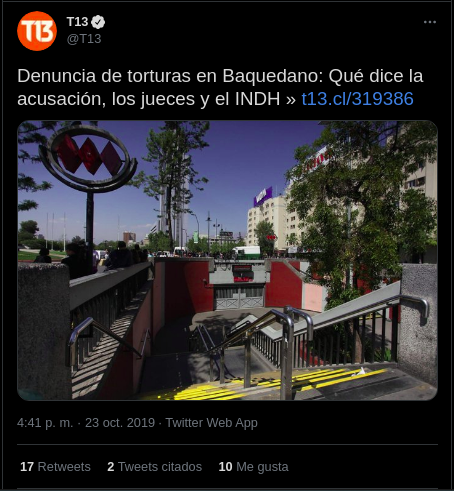 T13
T13
@T13
Denuncia de torturas en Baquedano: Qué dice la
acusación, los jueces y el INDH » t13.cl/319386
4:41 p. m. · 23 oct. 2019 · Twitter Web App
17 Retweets 2 Tweets citados 10 Me gusta